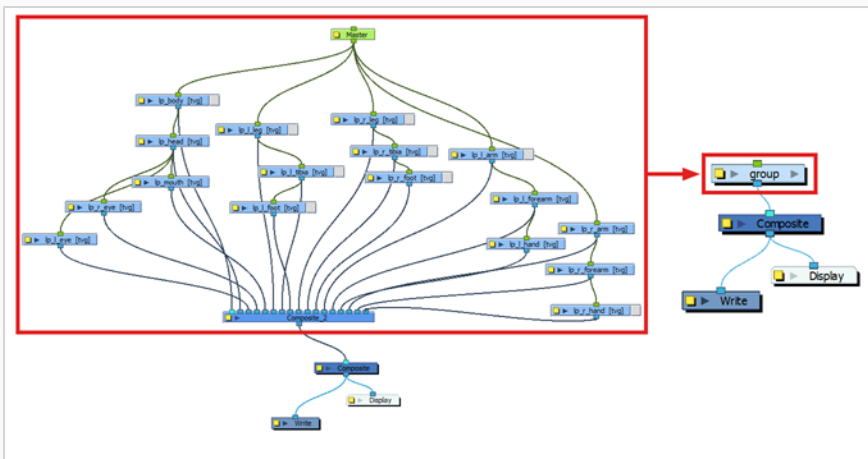 Master
lp_body [tvg]
lp_r_leg [tvg]
lp_l_leg [tvg]
lp_head [tvg]
lp_r_tibia [tvg]
lp_l_arm [tvg]
group
lp_l_tibia [tvg]
lp_r_foot [tvg]
lp_mouth [tvg]
lp_l_forearm [tvg]
lp_r_eye [tvg]
lp_l_foot [tvg]
Composite
lp_r_arm [tvg]
lp_l_eye [tvg]
lp_l_hand [tvg]
lp_r_forearm [tvg]
Display
Write
lp_r_hand [tvg]
Composite_2
Composite
Display
Write